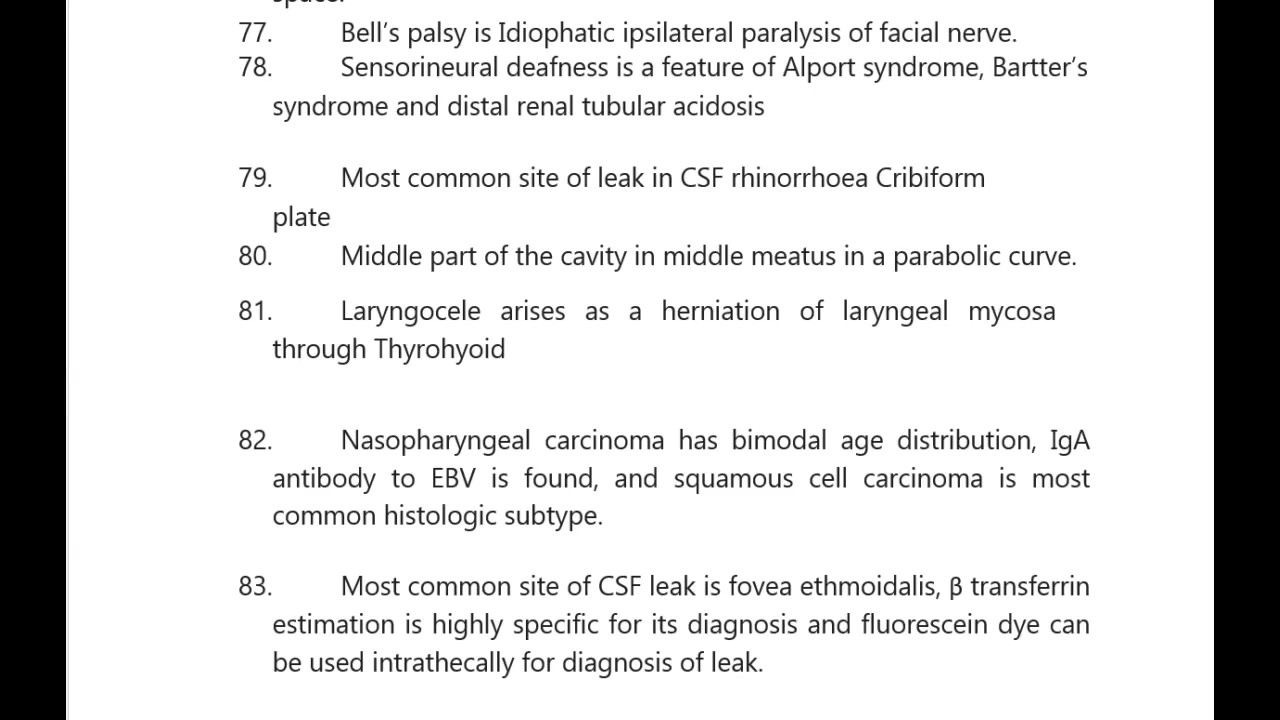 space.
77. Bell’s palsy is Idiophatic ipsilateral paralysis of facial nerve.
78. Sensorineural deafness is a feature of Alport syndrome, Bartter’s
syndrome and distal renal tubular acidosis
79. Most common site of leak in CSF rhinorrhoea Cribiform
plate
80. Middle part of the cavity in middle meatus in a parabolic curve.
81. Laryngocele arises as a herniation of laryngeal mycosa
through Thyrohyoid
82. Nasopharyngeal carcinoma has bimodal age distribution, IgA
antibody to EBV is found, and squamous cell carcinoma is most
common histologic subtype.
83. Most common site of CSF leak is fovea ethmoidalis, β transferrin
estimation is highly specific for its diagnosis and fluorescein dye can
be used intrathecally for diagnosis of leak.